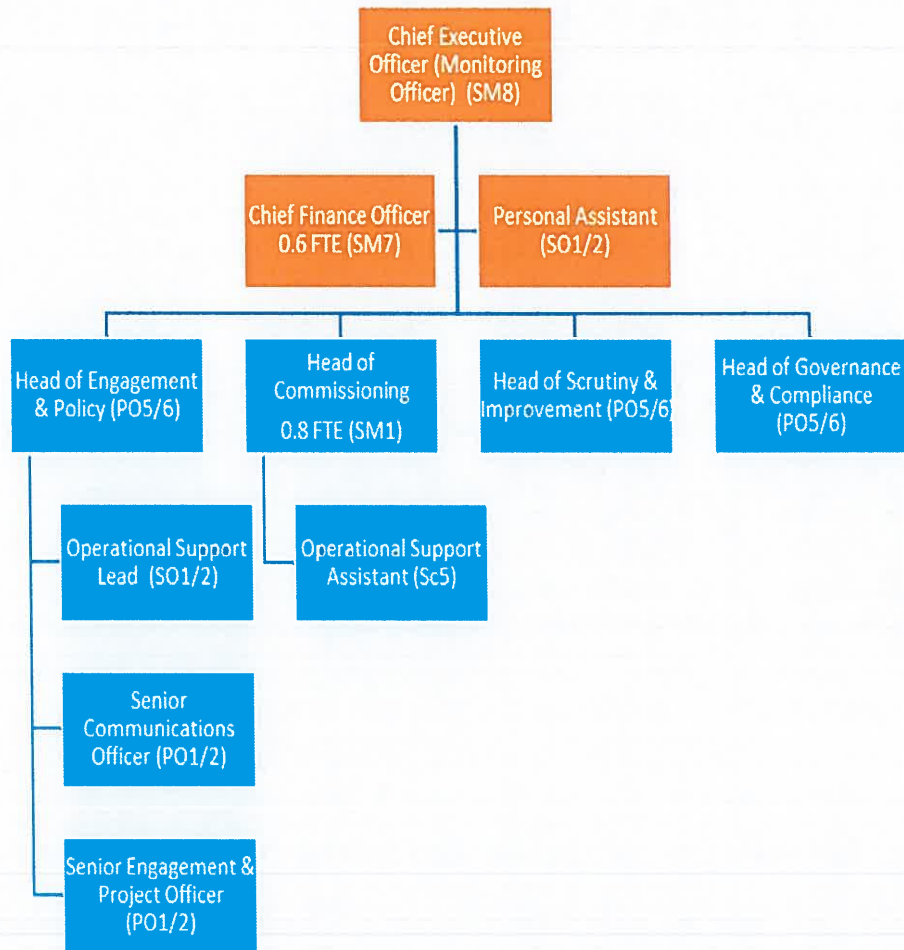 Chief Executive
Officer (Monitoring
Officer) (SM8)
Chief Finance Officer
0.6 FTE (SM7)
Personal Assistant
(SO1/2)
Head of Engagement
& Policy (PO5/6)
Head of
Commissioning
0.8 FTE (SM1)
Head of Scrutiny &
Improvement (PO5/6)
Head of Governance
& Compliance
(PO5/6)
Operational Support
Lead (SO1/2)
Operational Support
Assistant (Sc5)
Senior
Communications
Officer (PO1/2)
Senior Engagement &
Project Officer
(PO1/2)